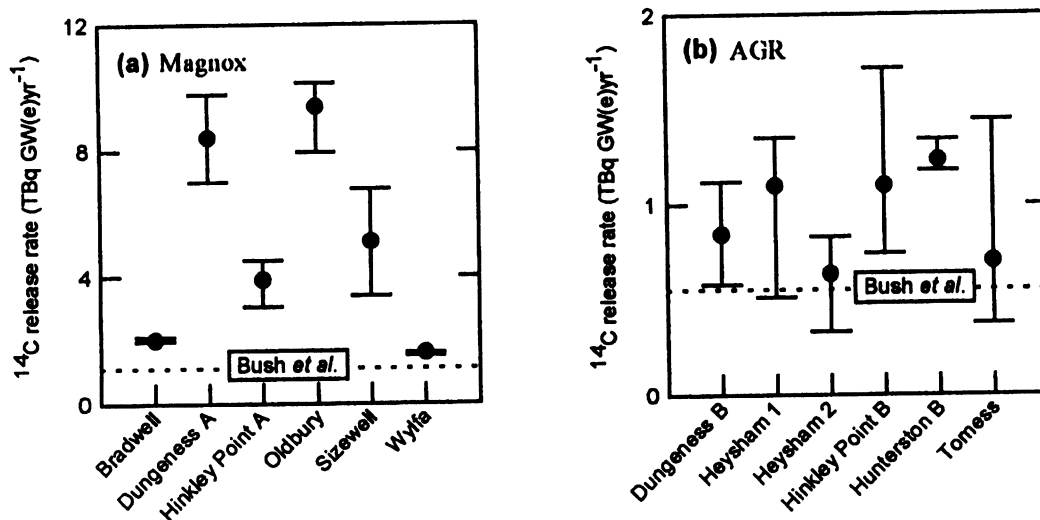 (a) Magnox
¹⁴C release rate (TBq GW(e)yr⁻¹)
12
8
4
0
Bush et al.
Bradwell
Dungeness A
Hinkley Point A
Oldbury
Sizewell
Wylfa
(b) AGR
¹⁴C release rate (TBq GW(e)yr⁻¹)
2
1
0
Bush et al.
Dungeness B
Heysham 1
Heysham 2
Hinkley Point B
Hunterston B
Torness